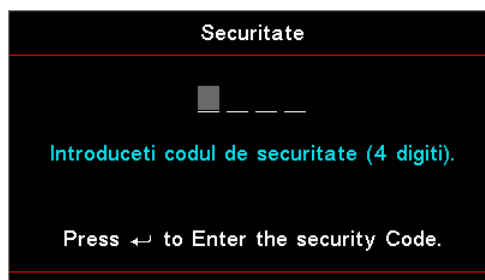 Securitate
_ _ _ _
Introduceti codul de securitate (4 digiti).
Press ↵ to Enter the security Code.